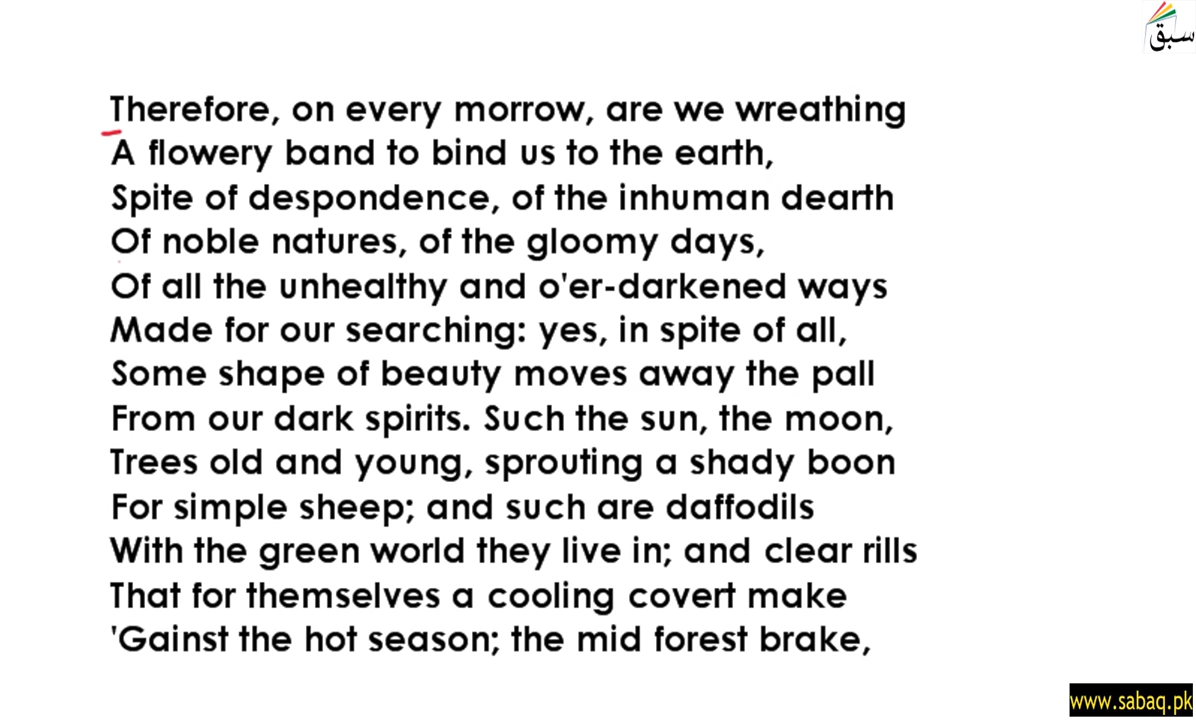 سبق
Therefore, on every morrow, are we wreathing
A flowery band to bind us to the earth,
Spite of despondence, of the inhuman dearth
Of noble natures, of the gloomy days,
Of all the unhealthy and o'er-darkened ways
Made for our searching: yes, in spite of all,
Some shape of beauty moves away the pall
From our dark spirits. Such the sun, the moon,
Trees old and young, sprouting a shady boon
For simple sheep; and such are daffodils
With the green world they live in; and clear rills
That for themselves a cooling covert make
'Gainst the hot season; the mid forest brake,
www.sabaq.pk